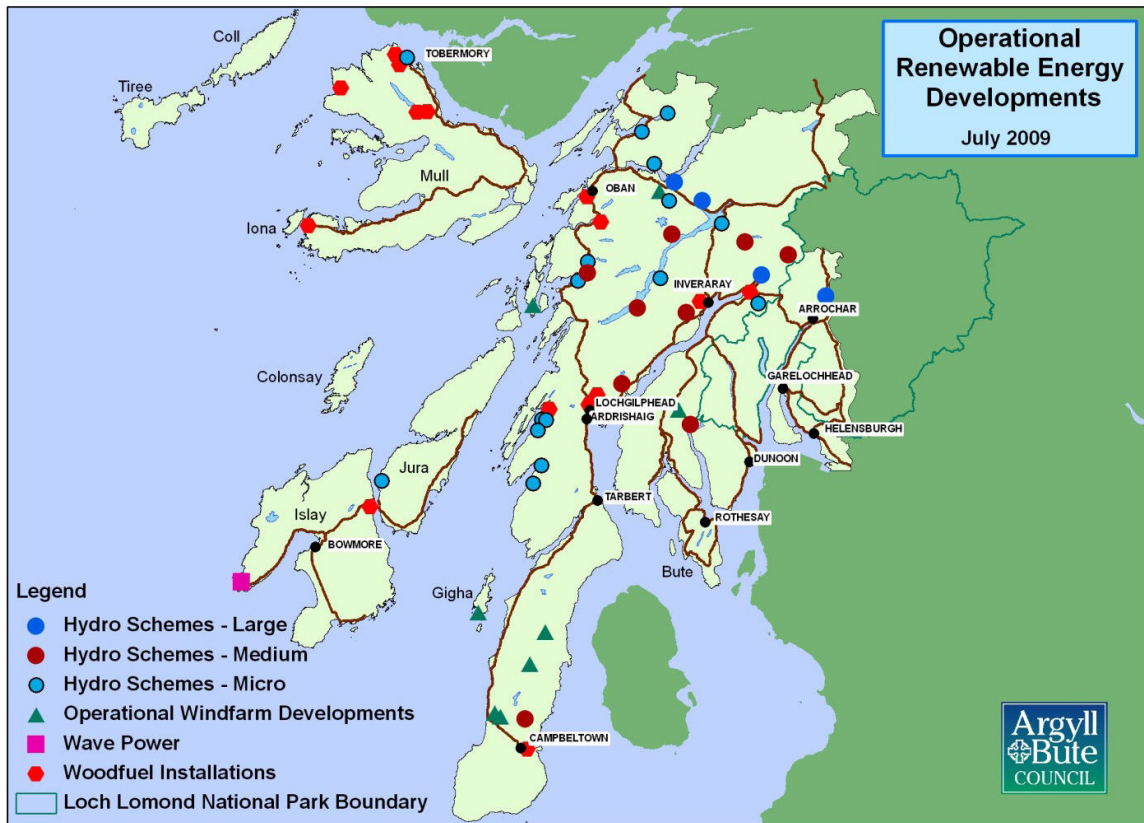 Operational
Renewable Energy
Developments
July 2009
Coll
TOBERMORY
Tiree
Mull
OBAN
Iona
INVERARAY
ARROCHAR
Colonsay
GARELOCHHEAD
LOCHGILPHEAD
ARDRISHAIG
HELENSBURGH
Jura
DUNOON
TARBERT
Islay
ROTHESAY
BOWMORE
Bute
Gigha
CAMPBELTOWN
Legend
Hydro Schemes - Large
Hydro Schemes - Medium
Hydro Schemes - Micro
Operational Windfarm Developments
Wave Power
Woodfuel Installations
Loch Lomond National Park Boundary
Argyll
Bute
COUNCIL